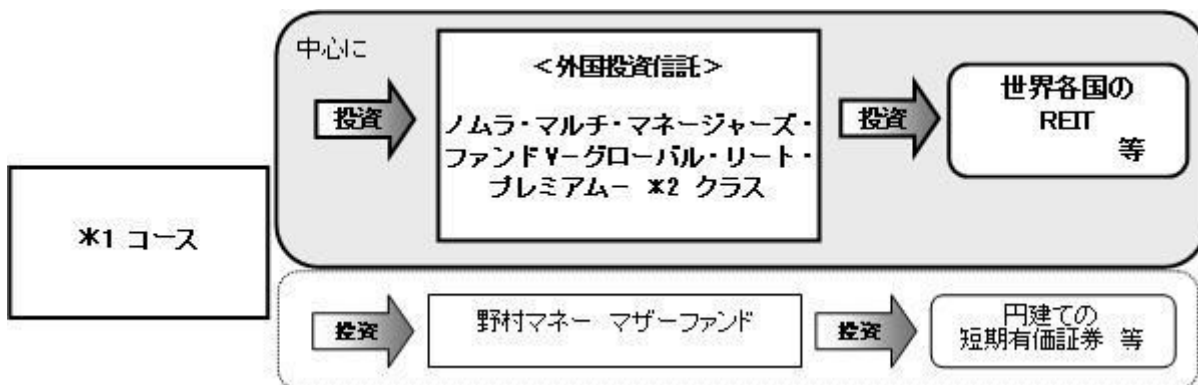 中心に
投資
＜外国投資信託＞
ノムラ・マルチ・マネージャーズ・
ファンドⅤ－グローバル・リート・
プレミアムー *2 クラス
投資
世界各国の
REIT
等
*1 コース
投資
野村マネー マザーファンド
投資
円建ての
短期有価証券 等